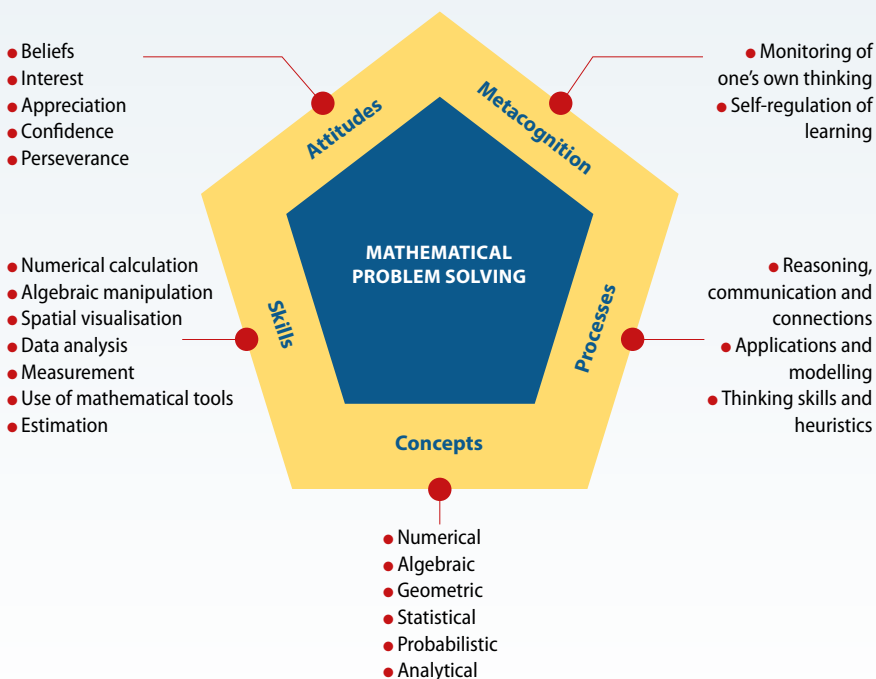 ● Beliefs
● Interest
● Appreciation
● Confidence
● Perseverance
Attitudes
Metacognition
● Monitoring of
one's own thinking
● Self-regulation of
learning
MATHEMATICAL
PROBLEM SOLVING
● Numerical calculation
● Algebraic manipulation
● Spatial visualisation
● Data analysis
● Measurement
● Use of mathematical tools
● Estimation
Skills
Processes
● Reasoning,
communication and
connections
● Applications and
modelling
● Thinking skills and
heuristics
Concepts
● Numerical
● Algebraic
● Geometric
● Statistical
● Probabilistic
● Analytical